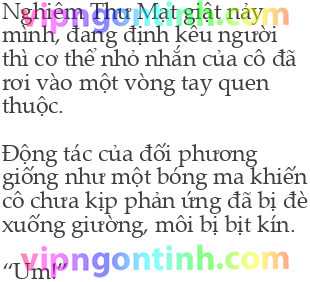 Nghiêm Thư Mạt giật nảy
vipngontinh.com
mình, đang định kêu người
thì cơ thể nhỏ nhắn của cô đã
rơi vào một vòng tay quen
thuộc.
Động tác của đối phương
giống như một bóng ma khiến
cô chưa kịp phản ứng đã bị đè
xuống giường, môi bị bịt kín.
vipngontinh.com
“Um!”